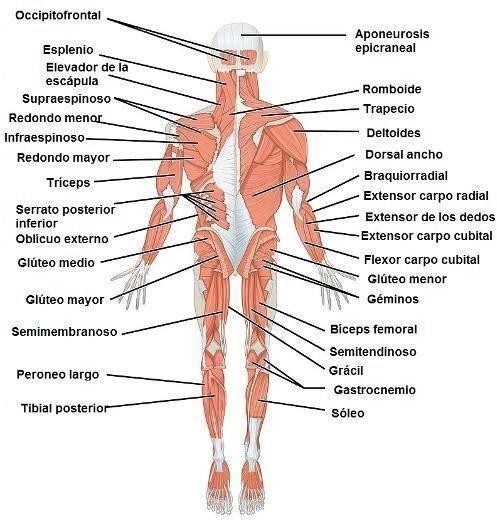 Occipitofrontal
Esplenio
Elevador de la
escápula
Supraespinoso
Redondo menor
Infraespinoso
Redondo mayor
Triceps
Serrato posterior
inferior
Oblicuo externo
Glúteo medio
Glúteo mayor
Semimembranoso
Peroneo largo
Tibial posterior
Aponeurosis
epicraneal
Romboide
Trapecio
Deltoides
Dorsal ancho
Braquiorradial
Extensor carpo radial
Extensor de los dedos
Extensor carpo cubital
Flexor carpo cubital
Glúteo menor
Géminos
Biceps femoral
Semitendinoso
Grácil
Gastrocnemio
Sóleo